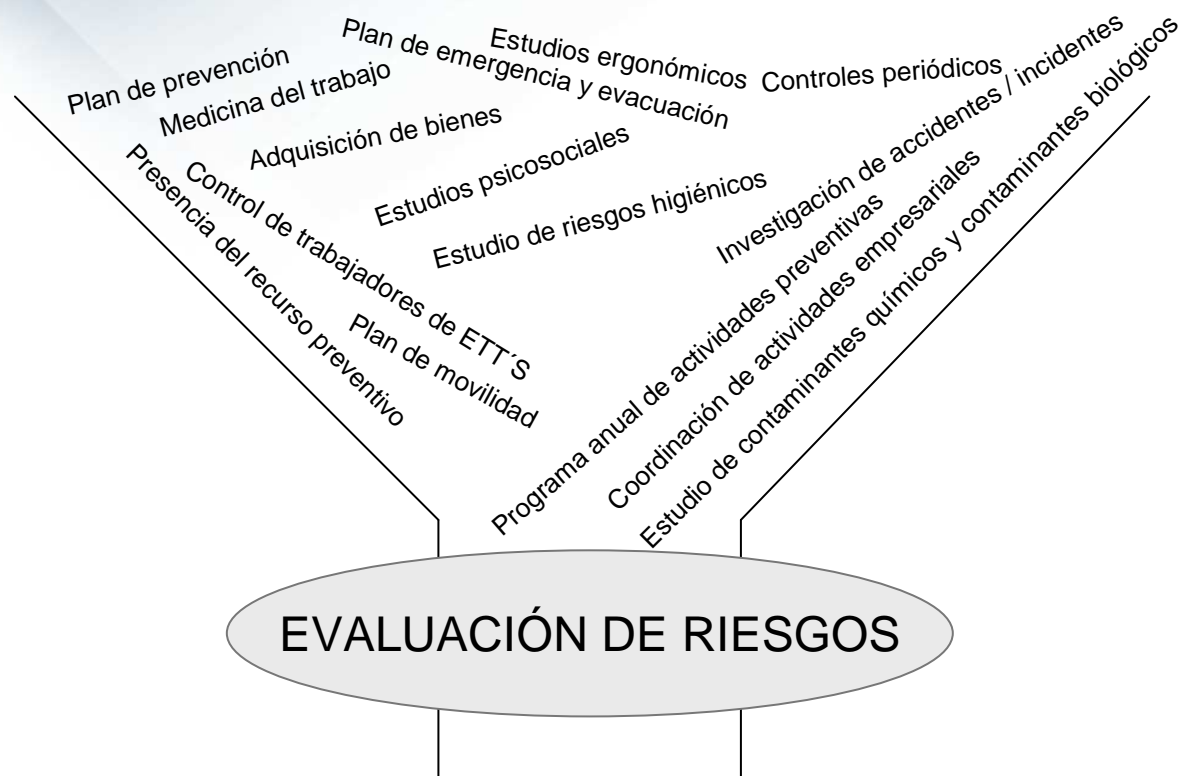 Plan de prevención
Medicina del trabajo
Plan de emergencia y evacuación
Estudios ergonómicos
Controles periódicos
Adquisición de bienes
Estudios psicosociales
Estudio de riesgos higiénicos
Presencia del recurso preventivo
Control de trabajadores de ETT´S
Plan de movilidad
Investigación de accidentes / incidentes
Programa anual de actividades preventivas
Coordinación de actividades empresariales
Estudio de contaminantes químicos y contaminantes biológicos
EVALUACIÓN DE RIESGOS